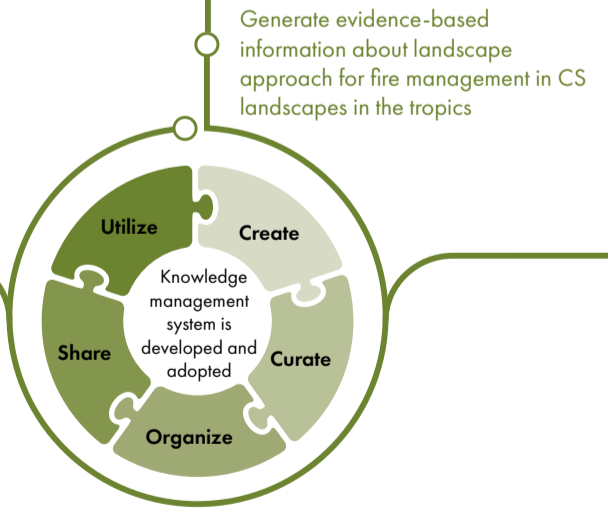 Generate evidence-based
information about landscape
approach for fire management in CS
landscapes in the tropics
Utilize
Create
Knowledge
management
system is
developed and
adopted
Share
Curate
Organize